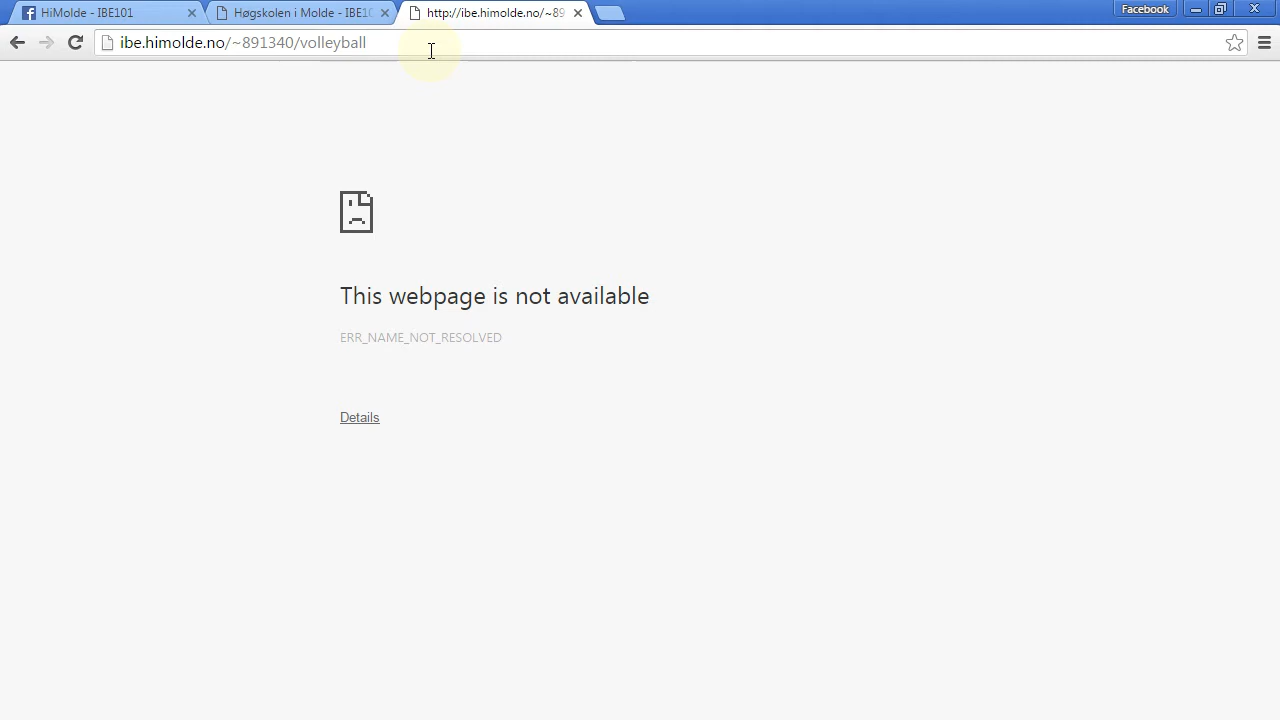 HiMolde - IBE101
Høgskolen i Molde - IBE10
http://ibe.himolde.no/~89
Facebook
ibe.himolde.no/~891340/volleyball
This webpage is not available
ERR_NAME_NOT_RESOLVED
Details